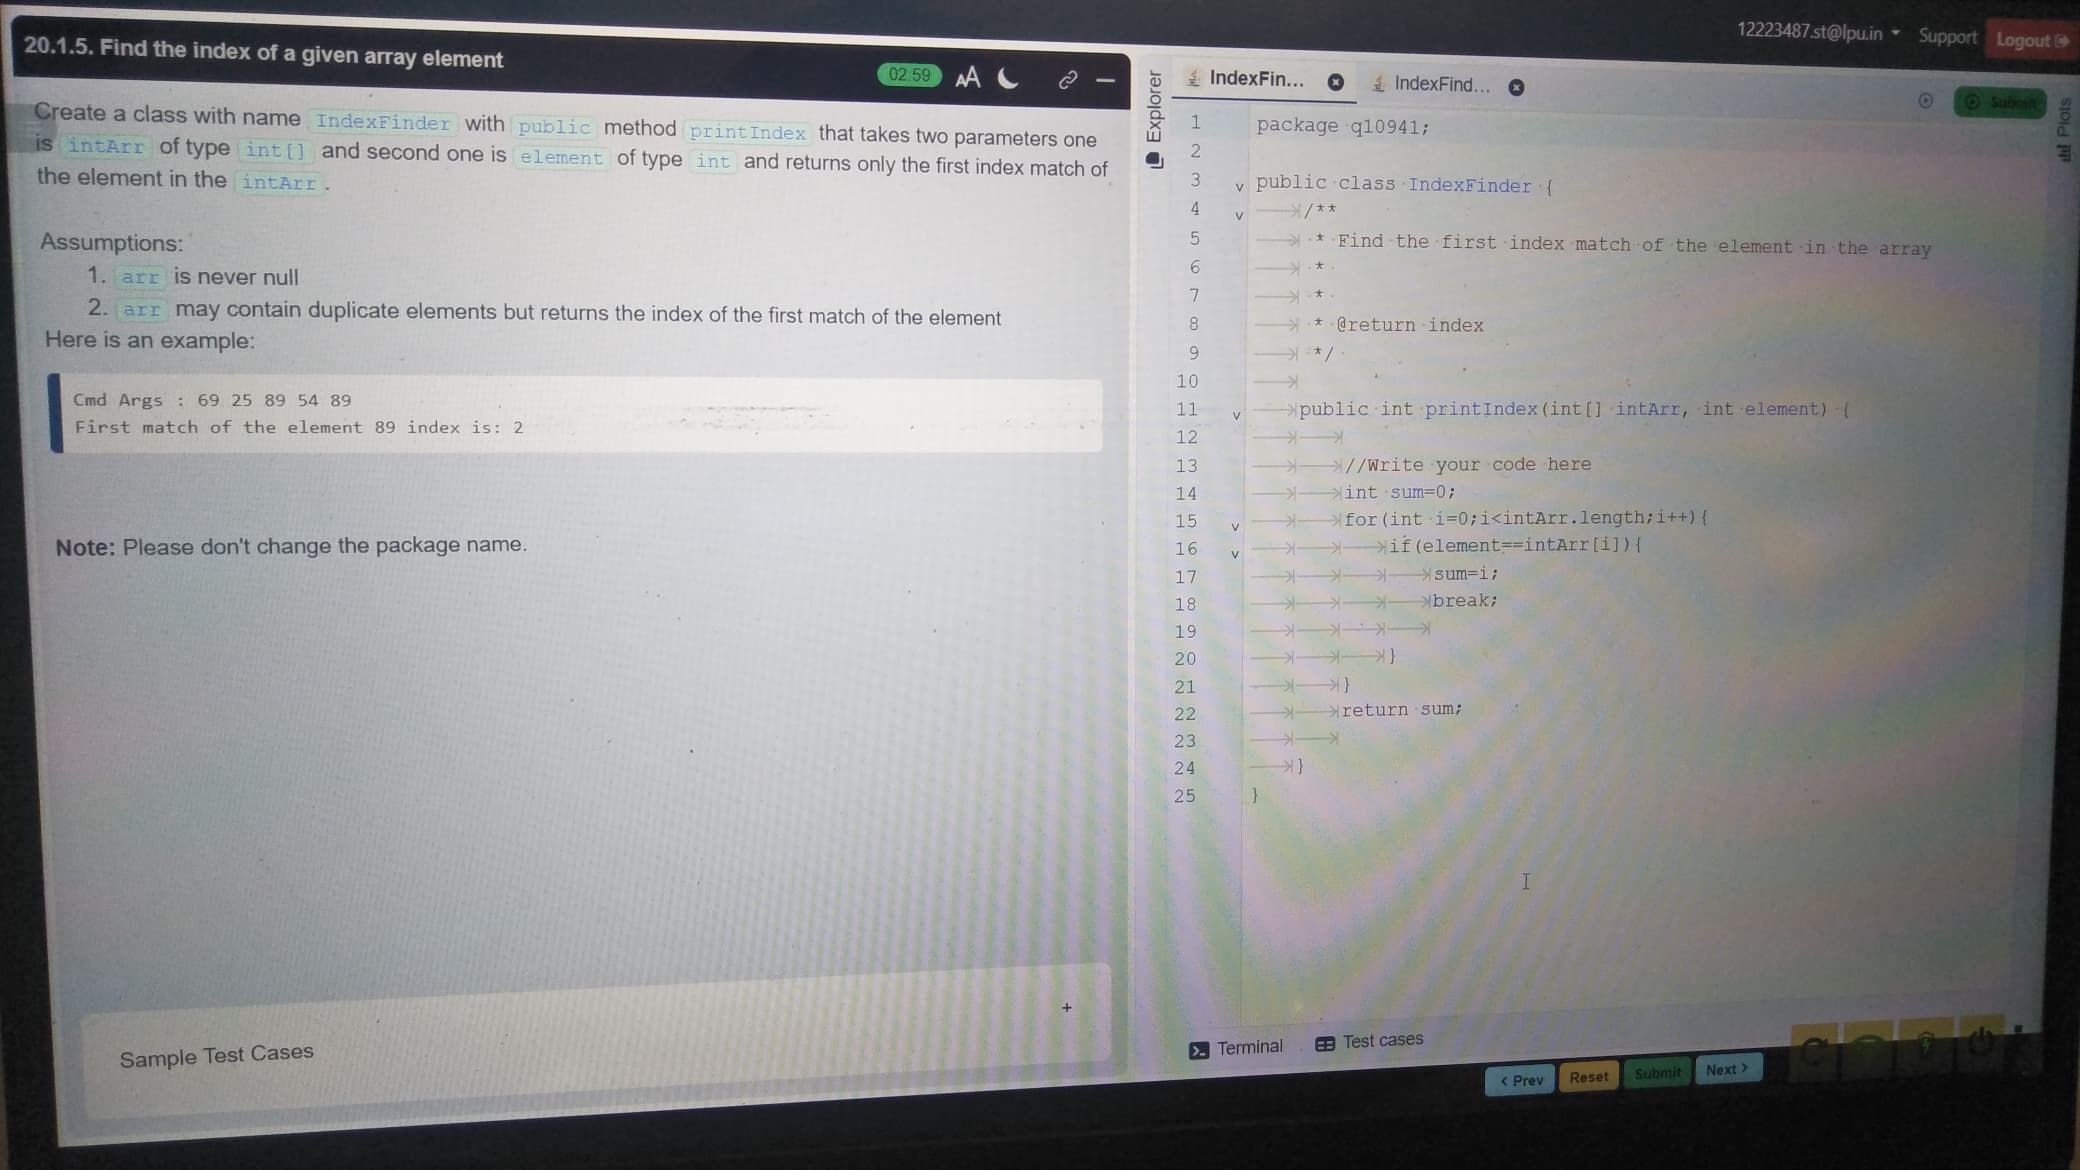 12223487.st@lpu.in Support Logout
20.1.5. Find the index of a given array element
02:59 AA
Create a class with name IndexFinder with public method printIndex that takes two parameters one
is intArr of type int[] and second one is element of type int and returns only the first index match of
the element in the intArr.
Assumptions:
1. arr is never null
2. arr may contain duplicate elements but returns the index of the first match of the element
Here is an example:
Cmd Args : 69 25 89 54 89
First match of the element 89 index is: 2
Note: Please don't change the package name.
Sample Test Cases
+
Explorer
IndexFin... IndexFind...
Submit
Plots
1 package q10941;
2
3 public class IndexFinder {
4 /**
5 * Find the first index match of the element in the array
6 *
7 *
8 * @return index
9 */
10
11 public int printIndex(int[] intArr, int element) {
12
13 //Write your code here
14 int sum=0;
15 for(int i=0;i<intArr.length;i++){
16 if(element==intArr[i]){
17 sum=i;
18 break;
19
20 }
21 }
22 return sum;
23
24 }
25 }
Terminal Test cases
< Prev Reset Submit Next >